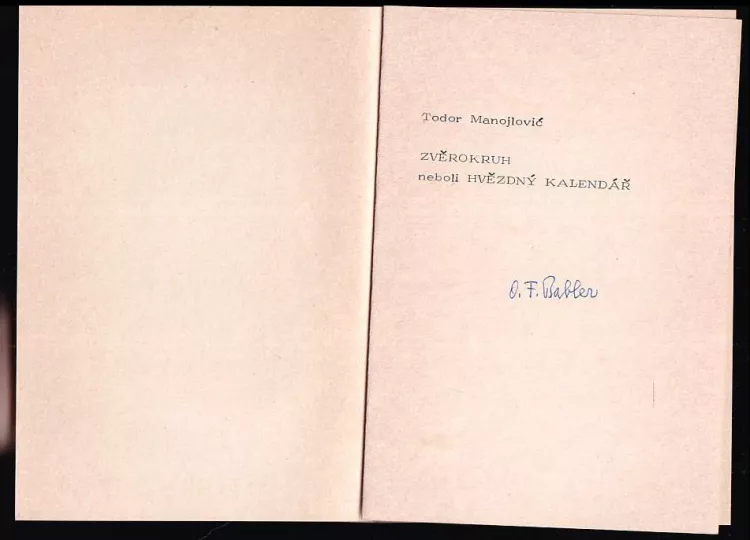 Todor Manojlović
ZVĚROKRUH
neboli HVĚZDNÝ KALENDÁŘ
O. F. Babler